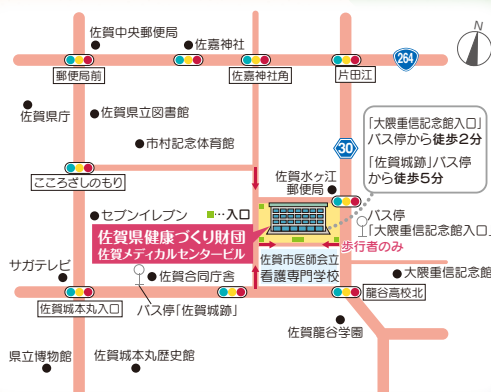 佐賀中央郵便局
佐嘉神社
N
264
郵便局前
佐嘉神社角
片田江
佐賀県庁
佐賀県立図書館
市村記念体育館
30
「大隈重信記念館入口」
バス停から徒歩2分
「佐賀城跡」バス停
から徒歩5分
こころざしのもり
佐賀水ヶ江
郵便局
セブンイレブン
…入口
バス停
「大隈重信記念館入口」
佐賀県健康づくり財団
佐賀メディカルセンタービル
歩行者のみ
佐賀市医師会立
看護専門学校
サガテレビ
佐賀合同庁舎
大隈重信記念館
佐賀城本丸入口
バス停「佐賀城跡」
龍谷高校北
佐賀龍谷学園
県立博物館
佐賀城本丸歴史館